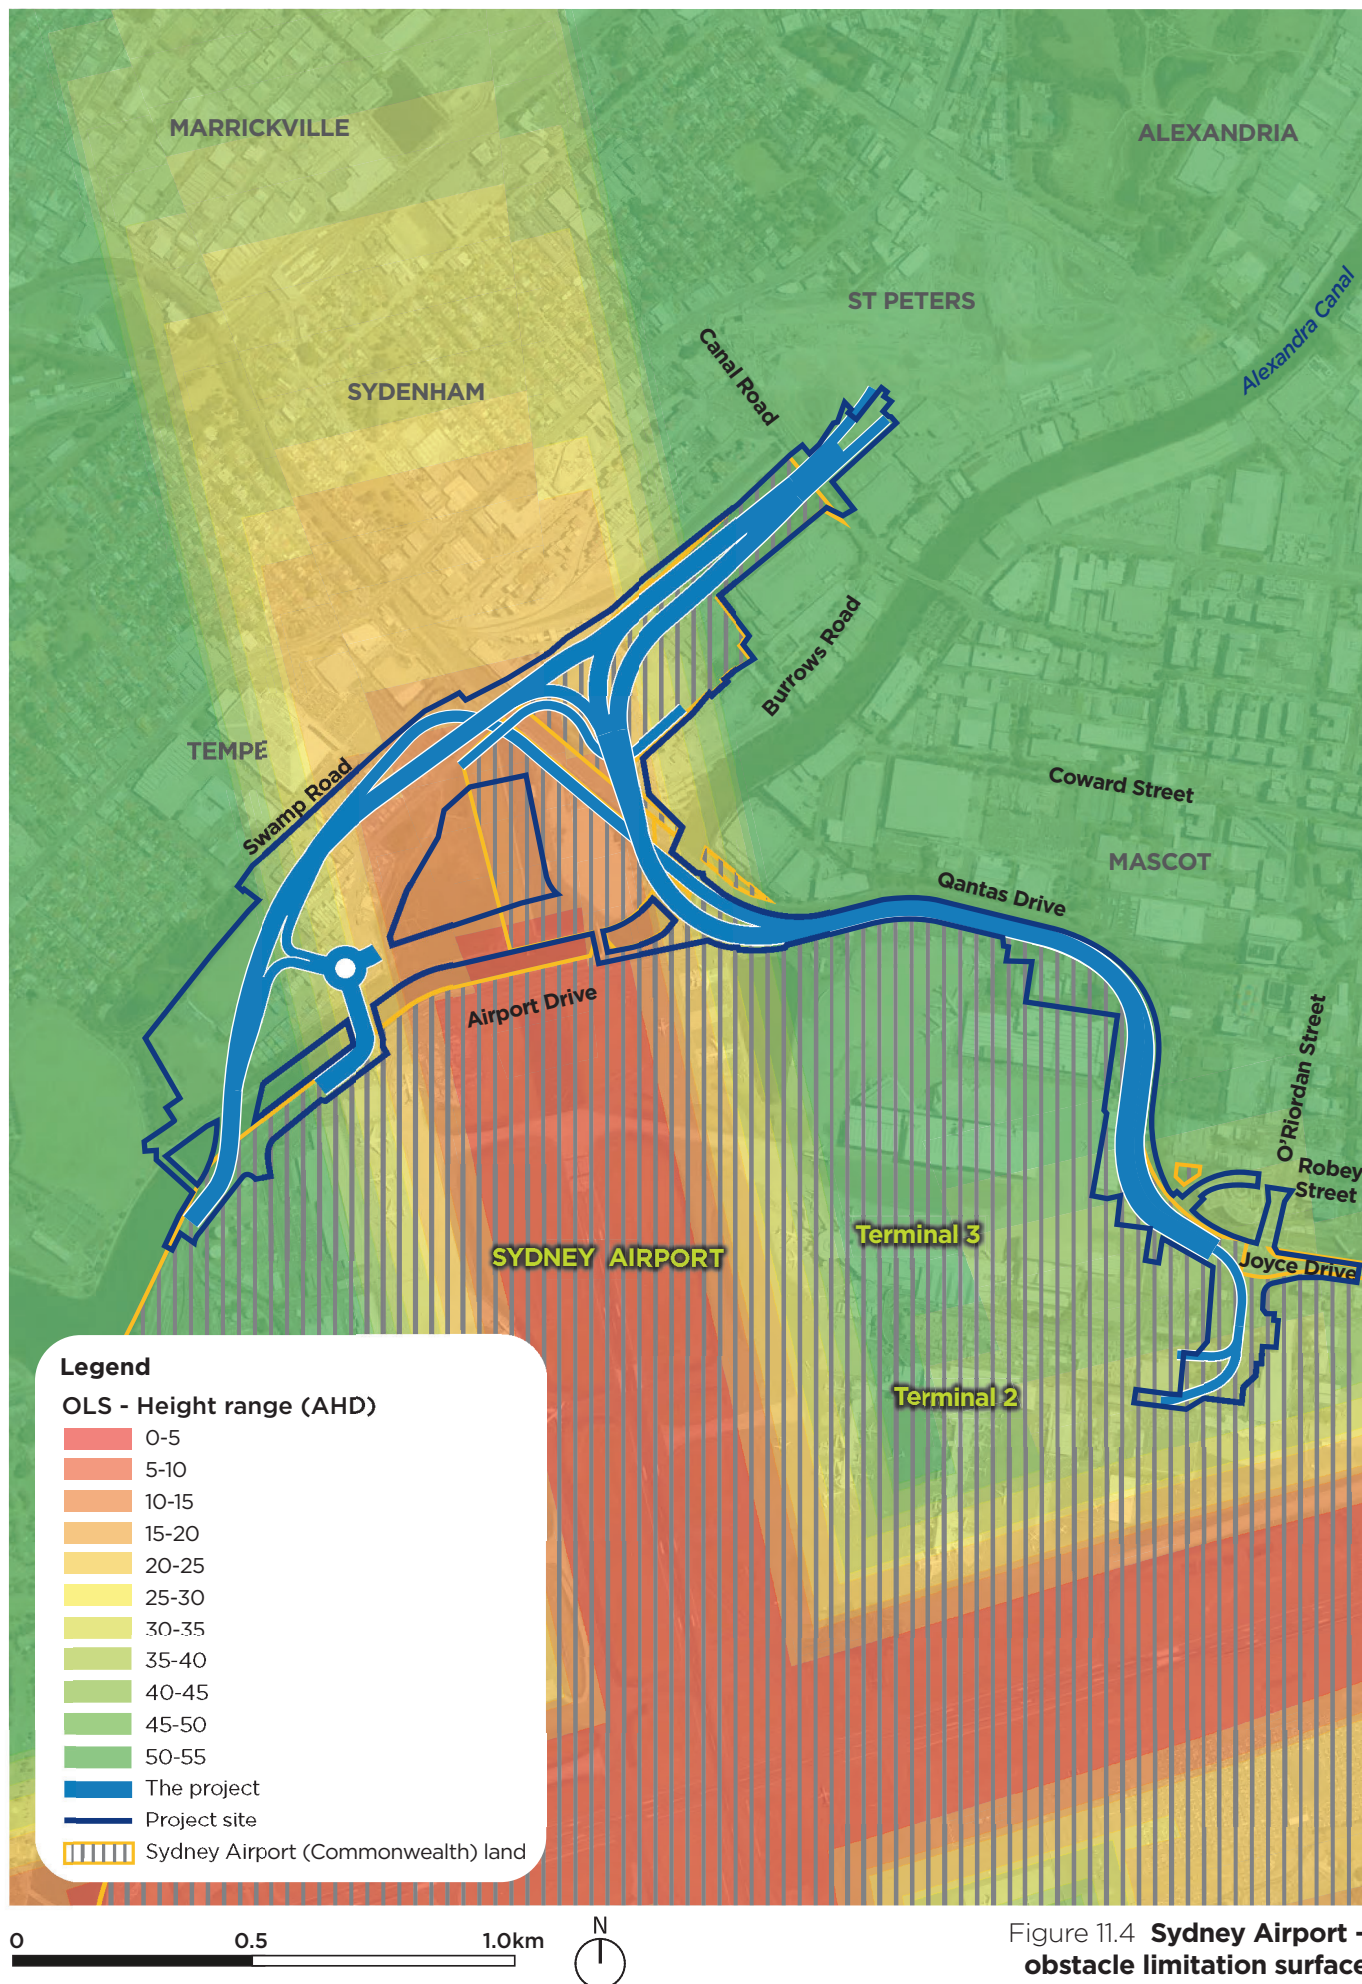 MARRICKVILLE
ALEXANDRIA
ST PETERS
Alexandra Canal
Canal Road
SYDENHAM
Burrows Road
TEMPE
Swamp Road
Coward Street
MASCOT
Qantas Drive
Airport Drive
O'Riordan Street
Robey
Street
SYDNEY AIRPORT
Terminal 3
Joyce Drive
Terminal 2
Legend
OLS - Height range (AHD)
0-5
5-10
10-15
15-20
20-25
25-30
30-35
35-40
40-45
45-50
50-55
The project
Project site
Sydney Airport (Commonwealth) land
0 0.5 1.0km
N
Figure 11.4 Sydney Airport -
obstacle limitation surface